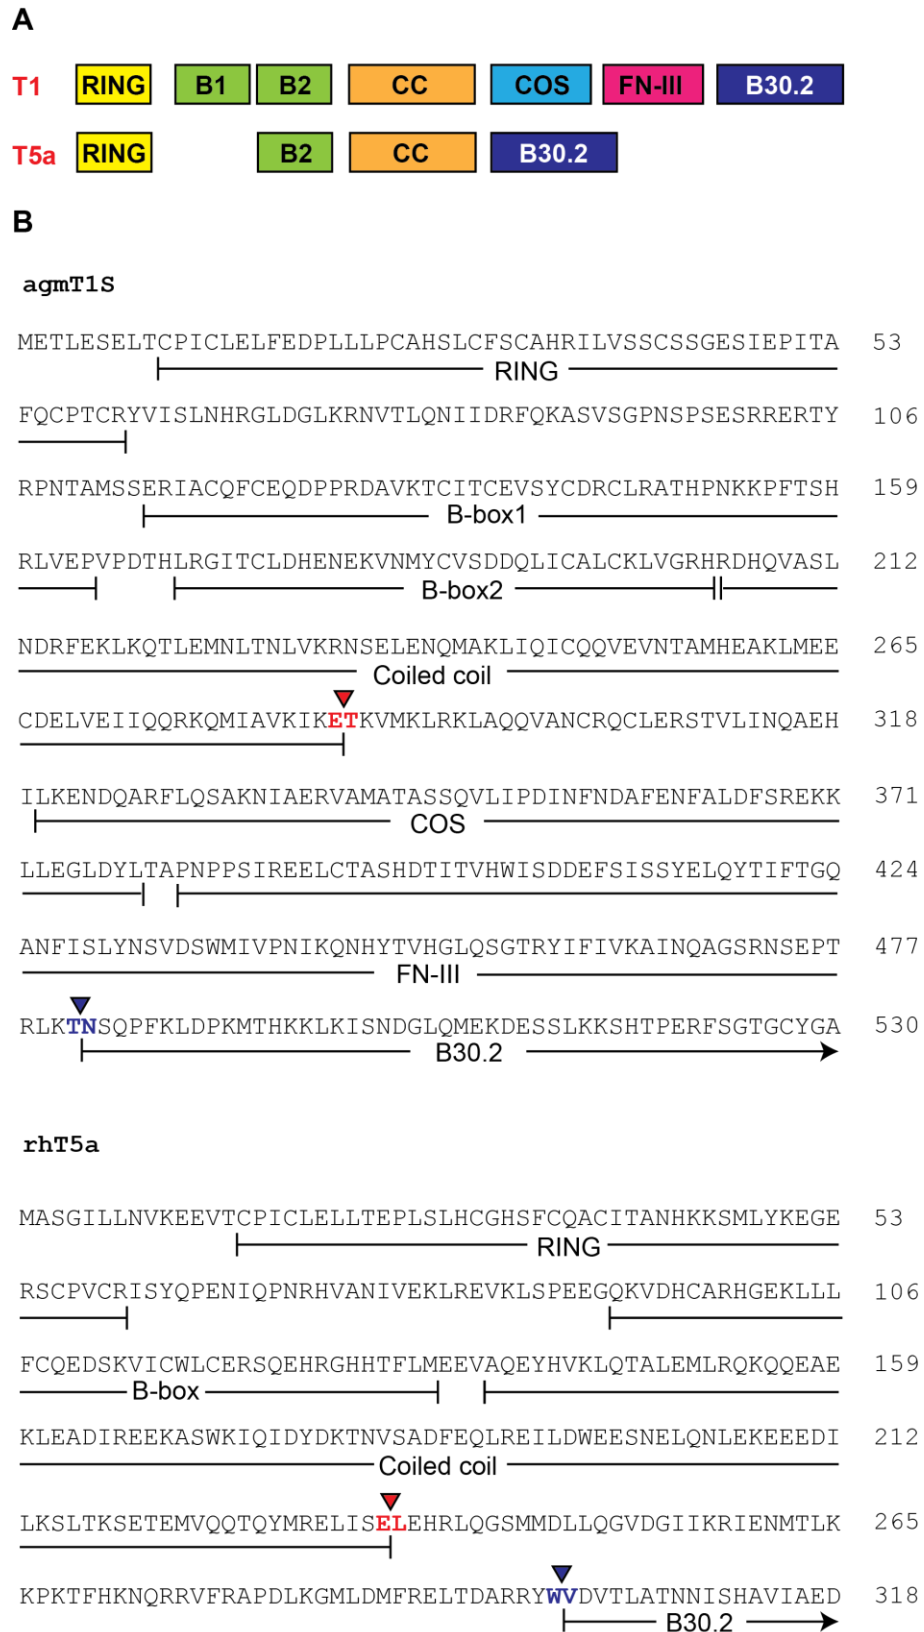 A
T1 RING B1 B2 CC COS FN-III B30.2
T5a RING B2 CC B30.2
B
agmT1S
METLESELTCPICLELFEDPLLLPCAHSLCFSCAHRILVSSCSSGESIEPITA 53
RING
FQCPTCRYVISLNHRGLDGLKRNVTLQNIIDRFQKASVSGPNSPSESRRERTY 106
RPNTAMSSERIACQFCEQDPPRDAVKTCITCEVSYCDRCLRATHPNKKPFTSH 159
B-box1
RLVEPVPDTHLRGITCLDHENEKVNMYCVSDDQLICALCKLVGRHRDHQVASL 212
B-box2
NDRFEKLKQTLEMNLTNLVKRNSELENQMAKLIQICQQVEVNTAMHEAKLMEE 265
Coiled coil
CDELVEIIQQRKQMIAVKIKETKVMKLRKLAQQVANCRQCLERSTVLINQAEH 318
ILKENDQARFLQSAKNIAERVAMATASSQVLIPDINFNDAFENFALDFSREKK 371
COS
LLEGLDYLTAPNPPSIREELCTASHDTITVHWISDDEFSISSYELQYTIFTGQ 424
ANFISLYNSVDSWMIVPNIKQNHYTVHGLQSGTRYIFIVKAINQAGSRNSEPT 477
FN-III
RLKTNSQPFKLDPKMTHKKLKISNDGLQMEKDESSLKKSHTPERFSGTGCYGA 530
B30.2
rhT5a
MASGILLNVKEEVTCPICLELLTEPLSLHCGHSFCQACITANHKKSMLYKEGE 53
RING
RSCPVCRISYQPENIQPNRHVANIVEKLREVKLSPEEGQKVDHCARHGEKLLL 106
FCQEDSKVICWLCERSQEHRGHHTFLMEEVAQEYHVKLQTALEMLRQKQQEAE 159
B-box
KLEADIREEKASWKIQIDYDKTNVSADFEQLREILDWEESNELQNLEKEEEDI 212
Coiled coil
LKSLTKSETEMVQQTQYMRELISELEHRLQGSMMDLLQGVDGIIKRIENMTLK 265
KPKTFHKNQRRVFRAPDLKGMLDMFRELTDARRYWVDVTLATNNISHAVIAED 318
B30.2